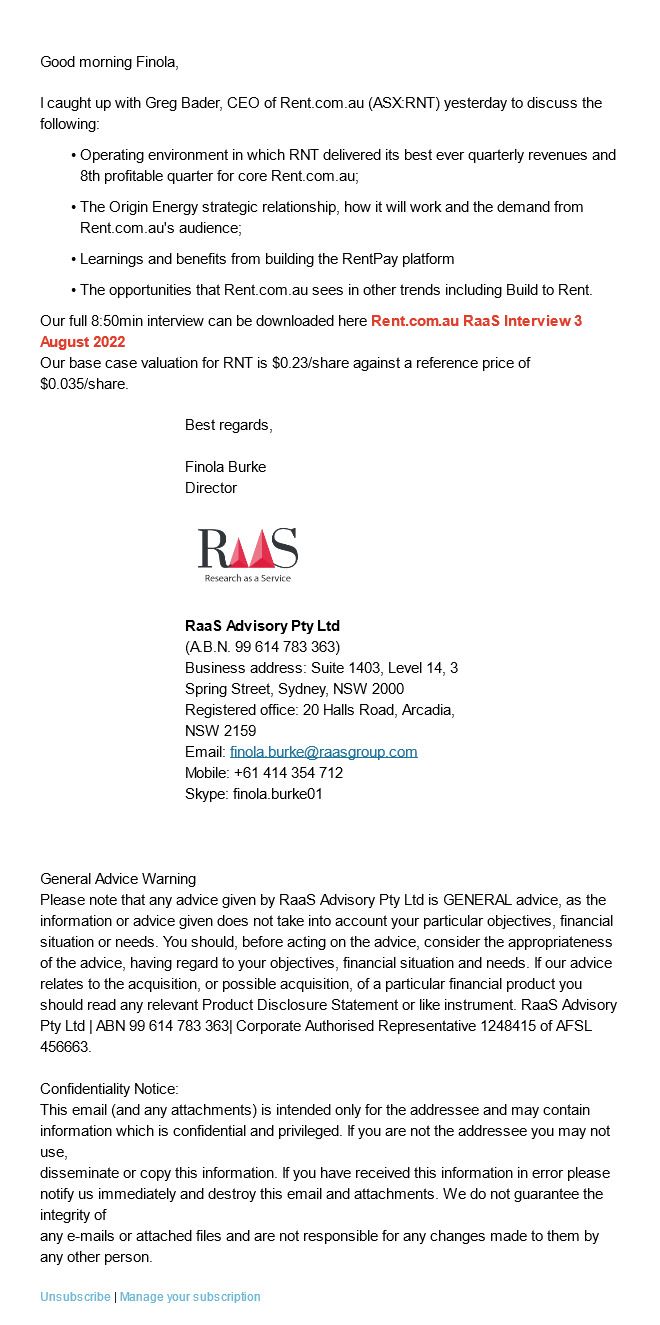 Good morning Finola,
I caught up with Greg Bader, CEO of Rent.com.au (ASX:RNT) yesterday to discuss the
following:
• Operating environment in which RNT delivered its best ever quarterly revenues and
8th profitable quarter for core Rent.com.au;
• The Origin Energy strategic relationship, how it will work and the demand from
Rent.com.au's audience;
• Learnings and benefits from building the RentPay platform
• The opportunities that Rent.com.au sees in other trends including Build to Rent.
Our full 8:50min interview can be downloaded here Rent.com.au RaaS Interview 3
August 2022
Our base case valuation for RNT is $0.23/share against a reference price of
$0.035/share.
Best regards,
Finola Burke
Director
RAAS
Research as a Service
RaaS Advisory Pty Ltd
(A.B.N. 99 614 783 363)
Business address: Suite 1403, Level 14, 3
Spring Street, Sydney, NSW 2000
Registered office: 20 Halls Road, Arcadia,
NSW 2159
Email: finola.burke@raasgroup.com
Mobile: +61 414 354 712
Skype: finola.burke01
General Advice Warning
Please note that any advice given by RaaS Advisory Pty Ltd is GENERAL advice, as the
information or advice given does not take into account your particular objectives, financial
situation or needs. You should, before acting on the advice, consider the appropriateness
of the advice, having regard to your objectives, financial situation and needs. If our advice
relates to the acquisition, or possible acquisition, of a particular financial product you
should read any relevant Product Disclosure Statement or like instrument. RaaS Advisory
Pty Ltd | ABN 99 614 783 363| Corporate Authorised Representative 1248415 of AFSL
456663.
Confidentiality Notice:
This email (and any attachments) is intended only for the addressee and may contain
information which is confidential and privileged. If you are not the addressee you may not
use,
disseminate or copy this information. If you have received this information in error please
notify us immediately and destroy this email and attachments. We do not guarantee the
integrity of
any e-mails or attached files and are not responsible for any changes made to them by
any other person.
Unsubscribe | Manage your subscription